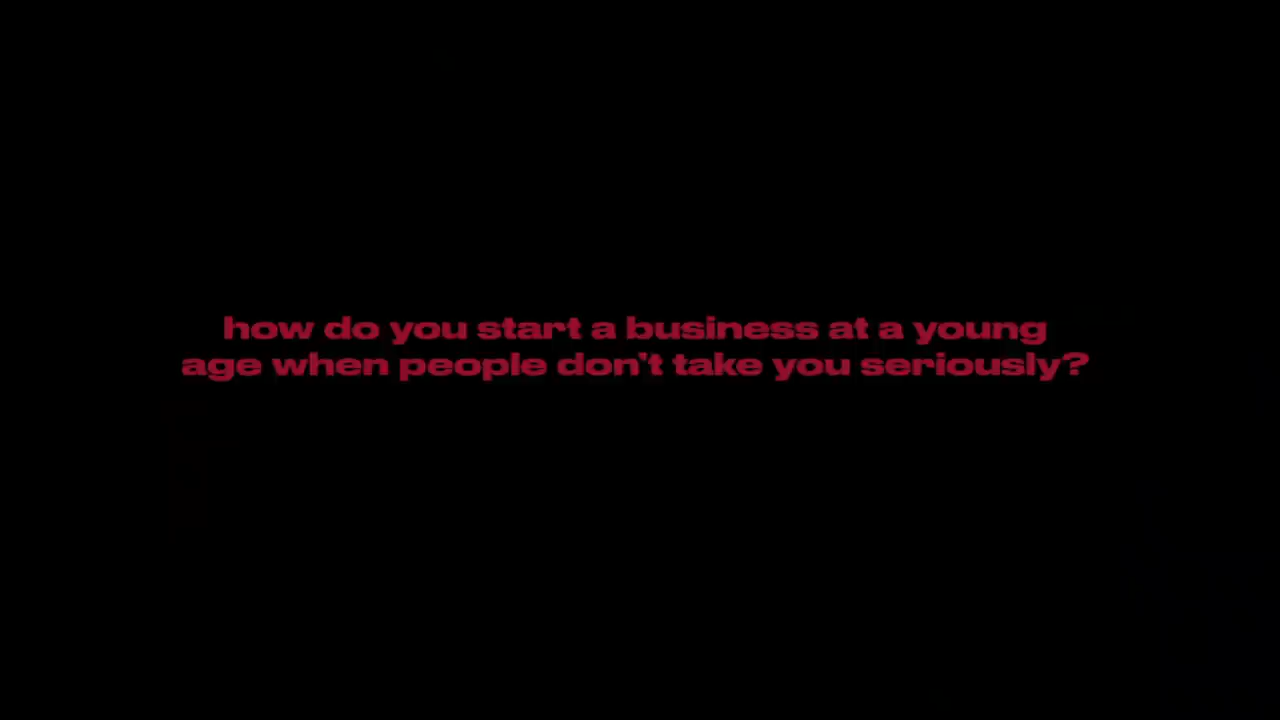 how do you start a business at a young
age when people don't take you seriously?